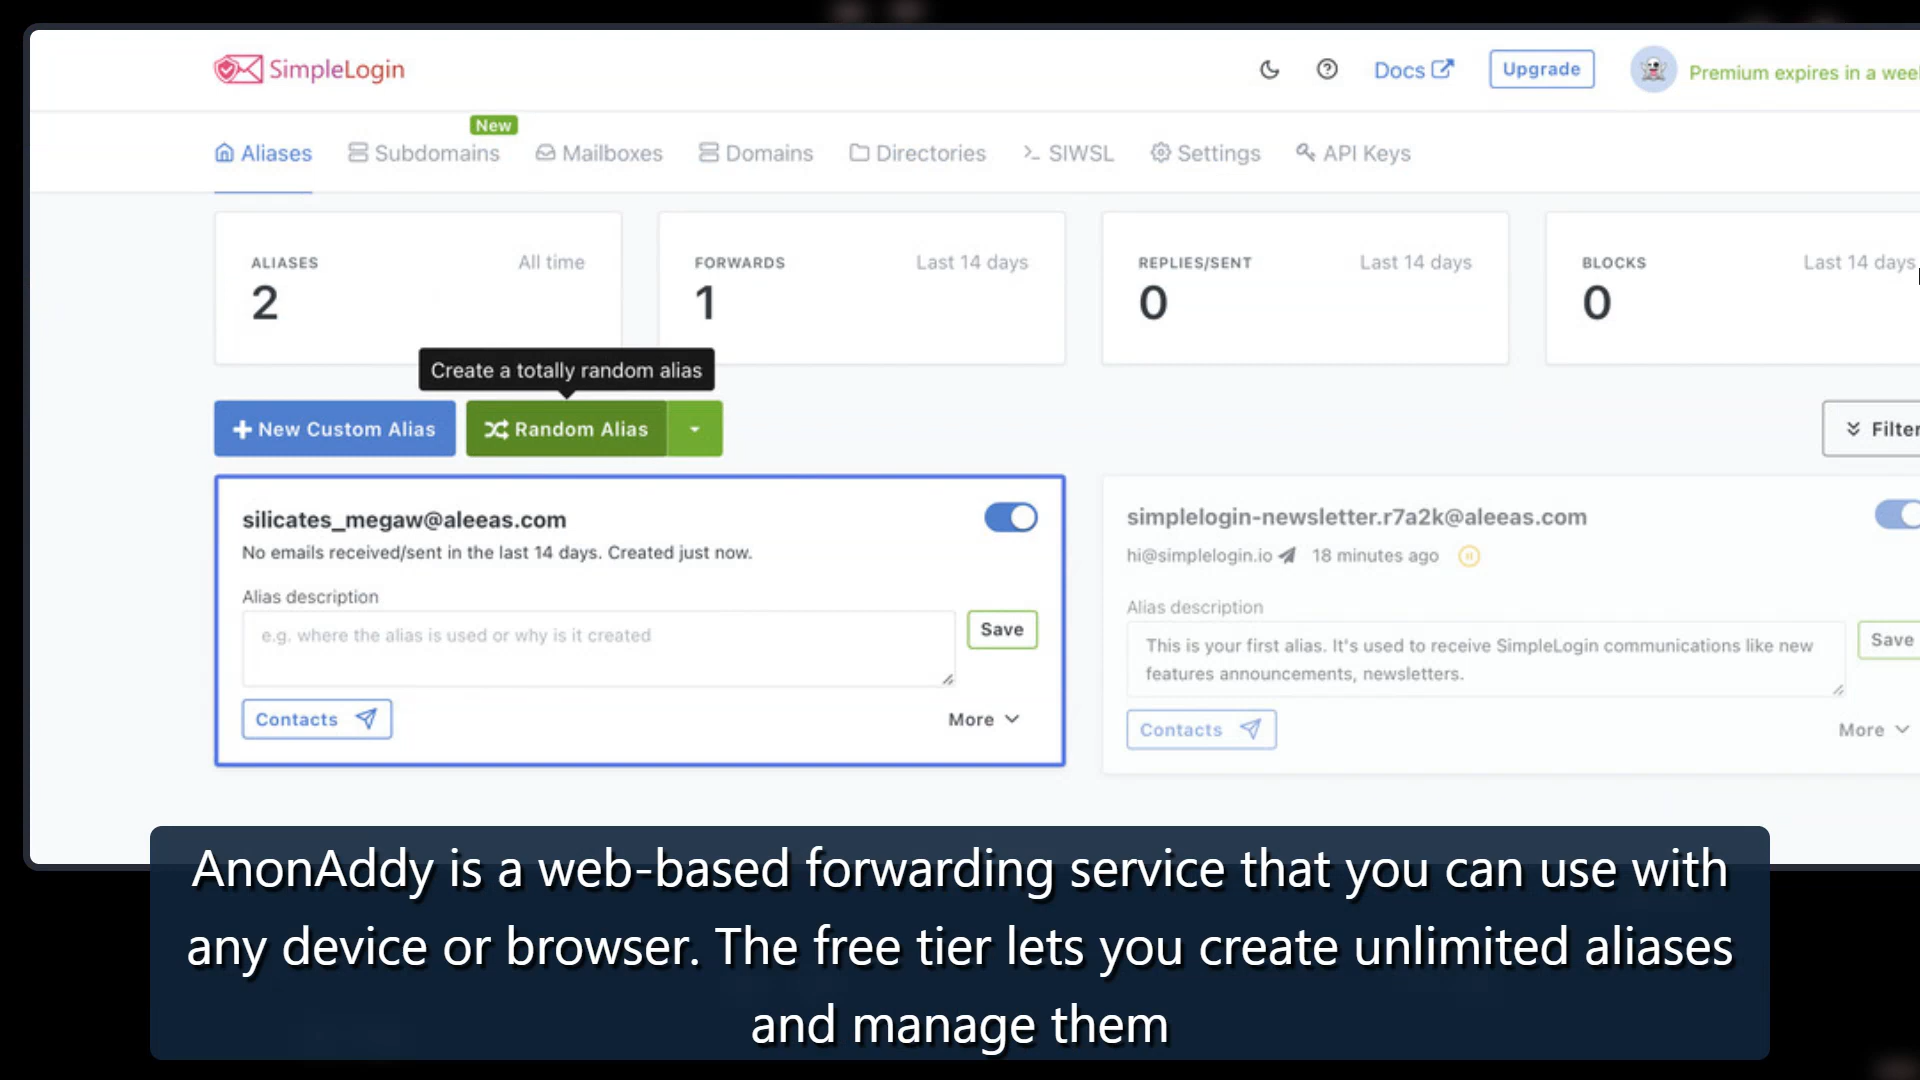 SimpleLogin
Docs
Upgrade
Premium expires in a wee
New
Aliases
Subdomains
Mailboxes
Domains
Directories
SIWSL
Settings
API Keys
ALIASES
All time
2
FORWARDS
Last 14 days
1
REPLIES/SENT
Last 14 days
0
BLOCKS
Last 14 days
0
Create a totally random alias
New Custom Alias
Random Alias
Filter
silicates_megaw@aleeas.com
No emails received/sent in the last 14 days. Created just now.
Alias description
e.g. where the alias is used or why is it created
Save
Contacts
More
simplelogin-newsletter.r7a2k@aleeas.com
hi@simplelogin.io
18 minutes ago
Alias description
This is your first alias. It's used to receive SimpleLogin communications like new
features announcements, newsletters.
Save
Contacts
More
AnonAddy is a web-based forwarding service that you can use with
any device or browser. The free tier lets you create unlimited aliases
and manage them